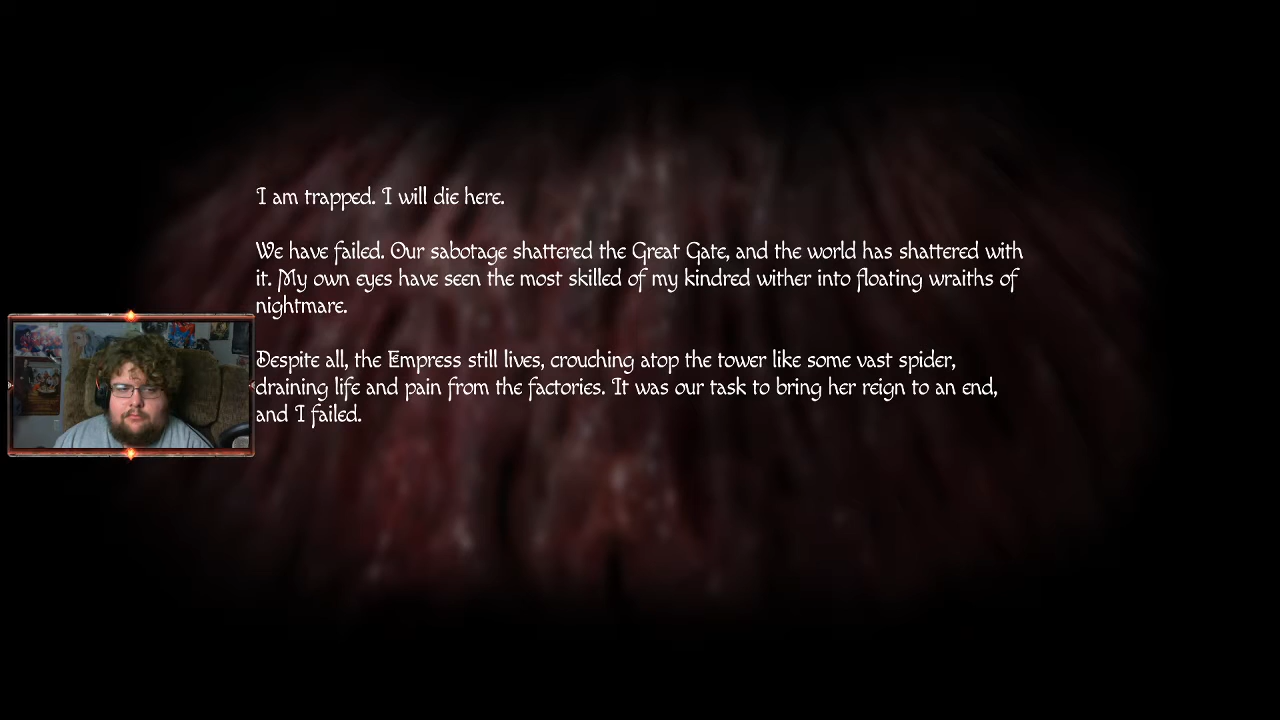 I am trapped. I will die here.
We have failed. Our sabotage shattered the Great Gate, and the world has shattered with
it. My own eyes have seen the most skilled of my kindred wither into floating wraiths of
nightmare.
Despite all, the Empress still lives, crouching atop the tower like some vast spider,
draining life and pain from the factories. It was our task to bring her reign to an end,
and I failed.